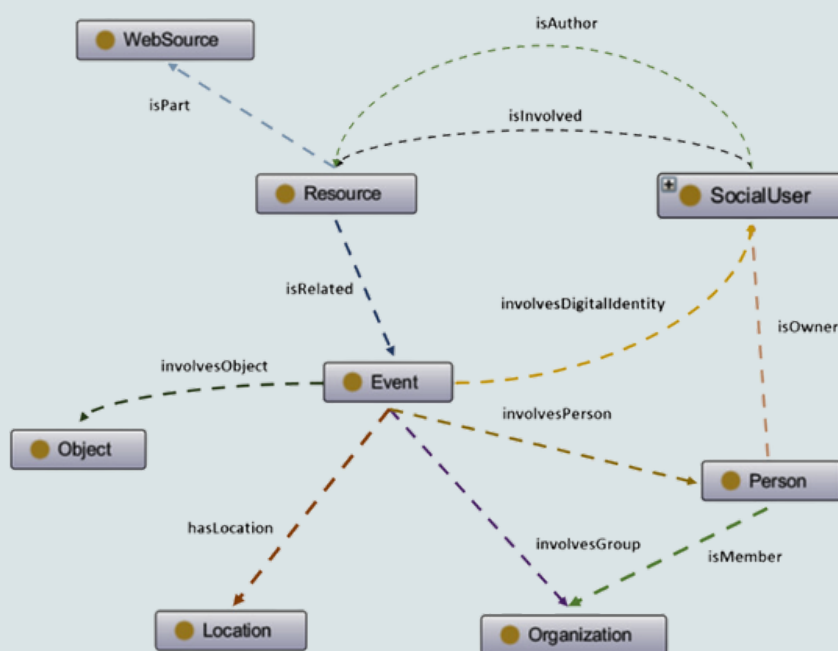 isAuthor
WebSource
isPart
isInvolved
Resource
SocialUser
isRelated
involvesDigitalIdentity
isOwner
involvesObject
Event
involvesPerson
Object
Person
hasLocation
involvesGroup
isMember
Location
Organization